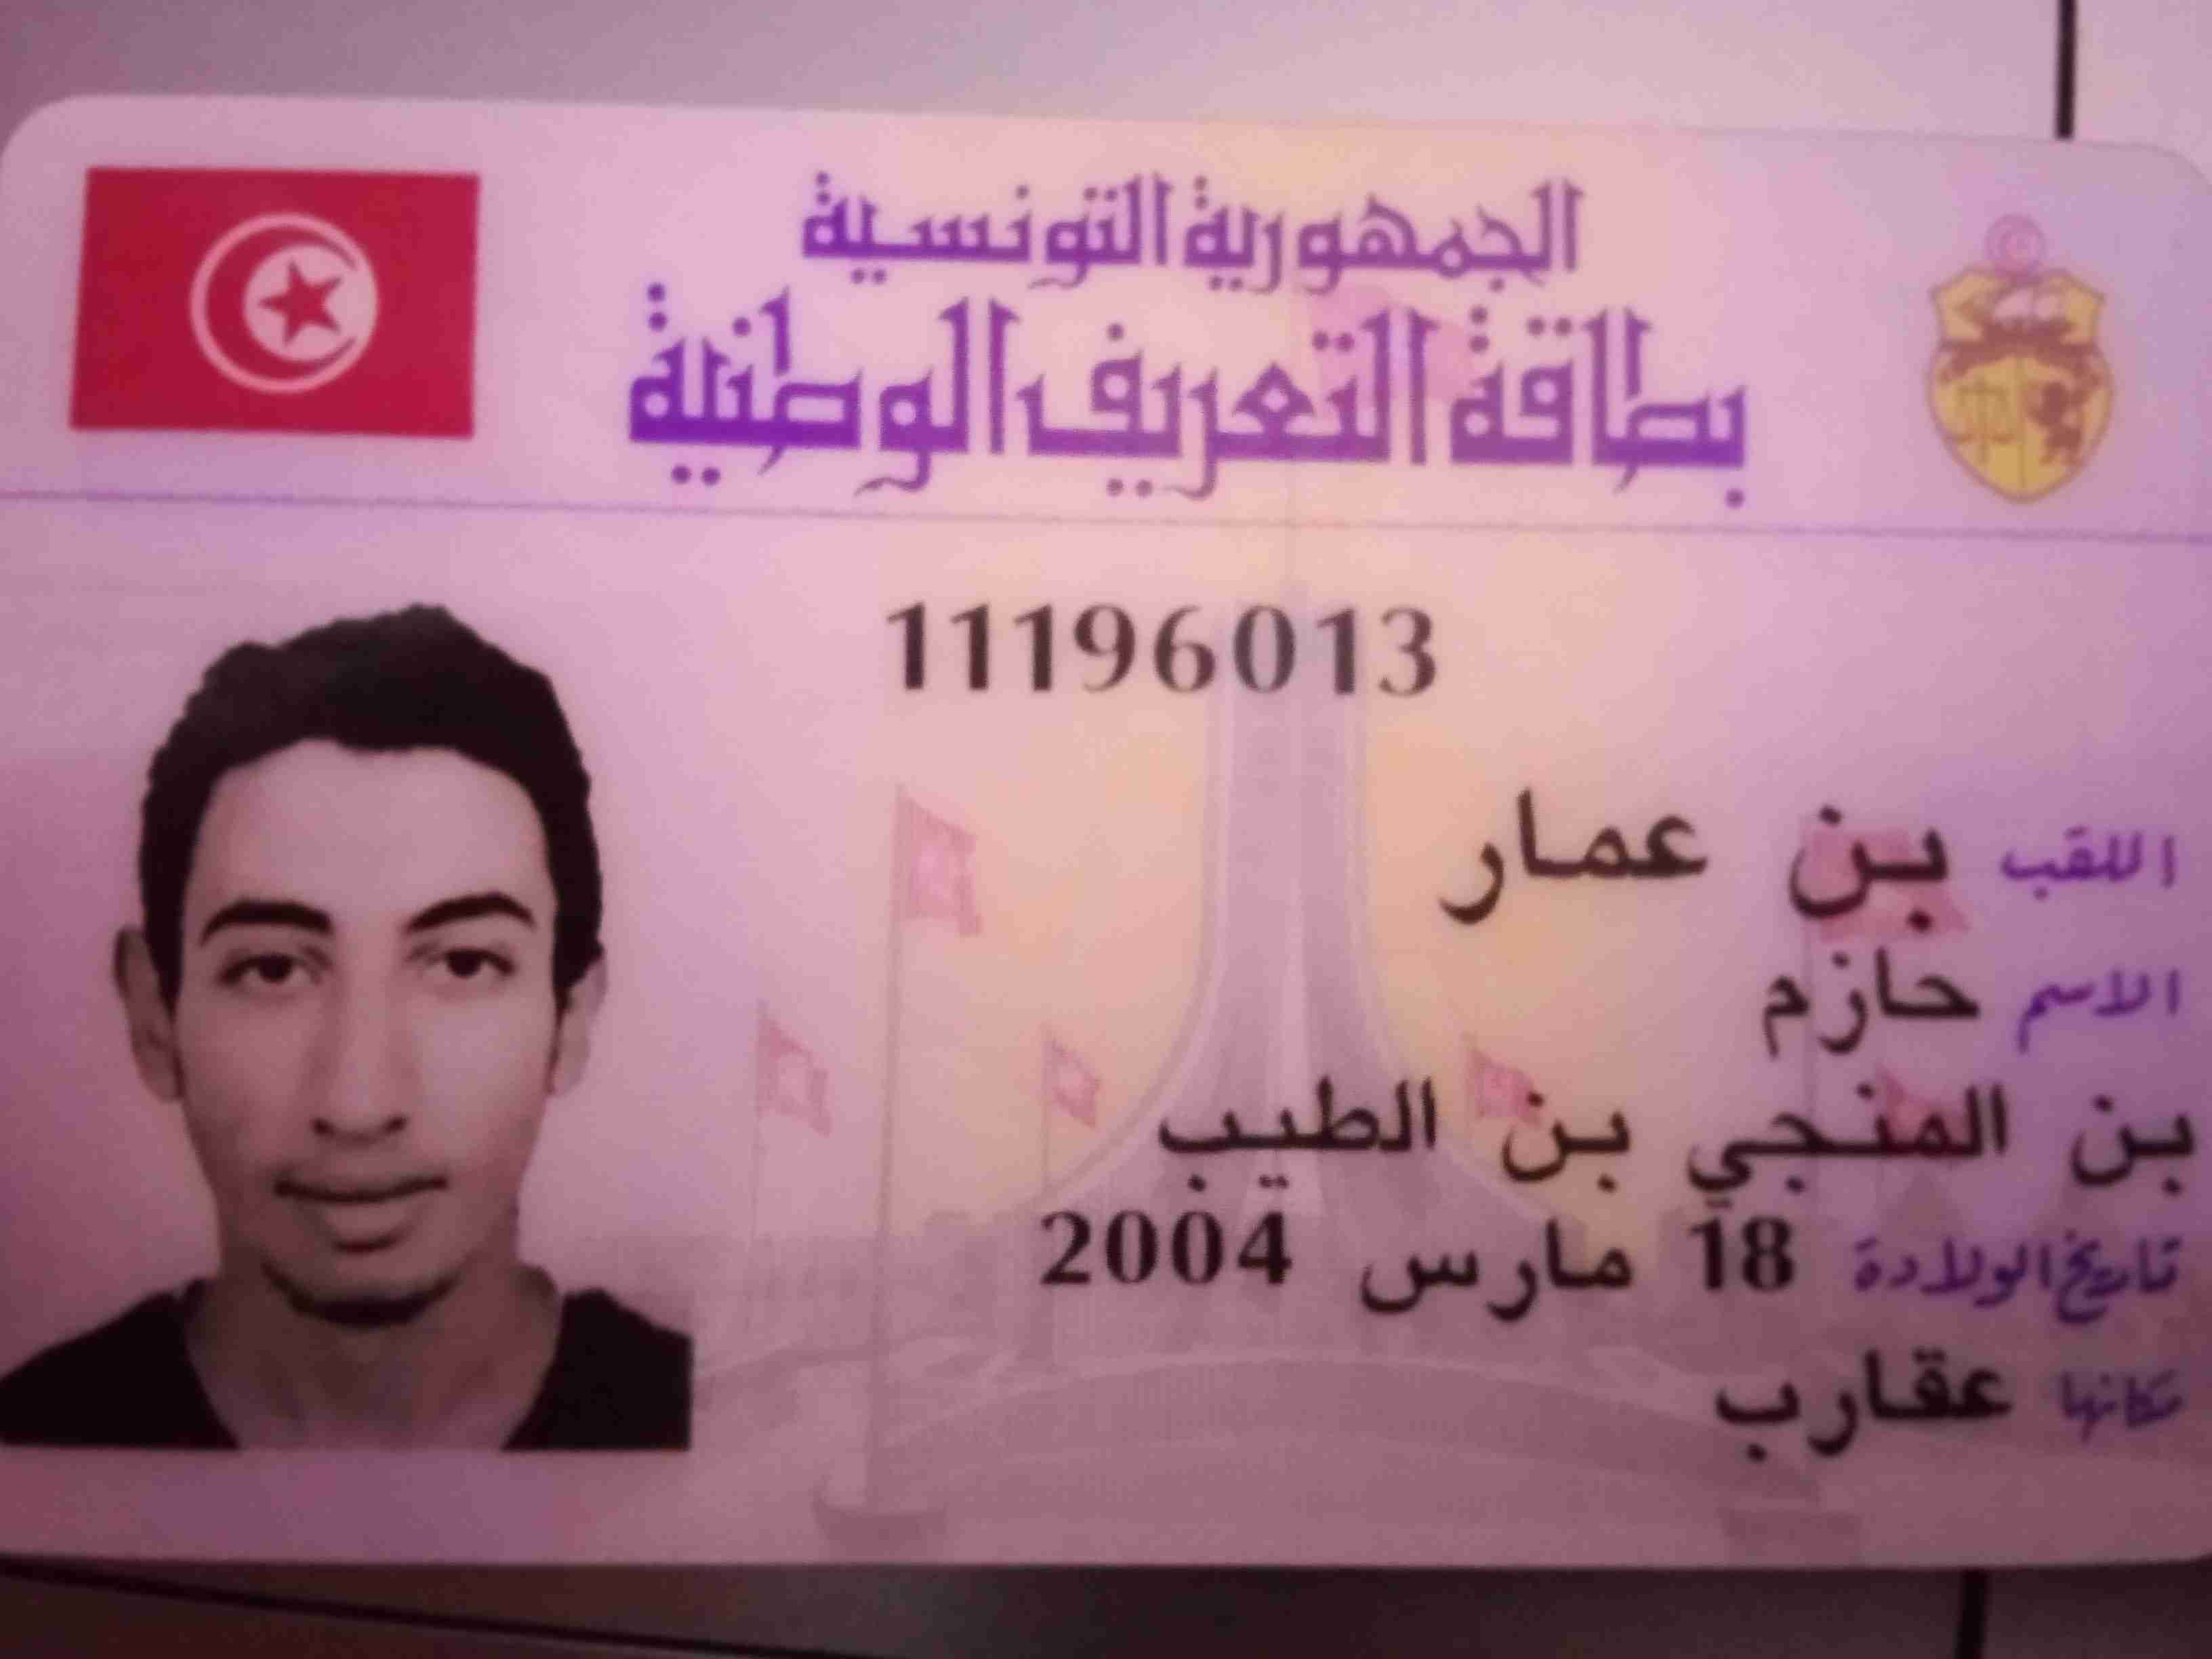 الجمهورية التونسية
بطاقة التعريف الوطنية
11196013
اللقب بن عمار
الاسم حازم
بن المنجي بن الطيب
تاريخ الولادة 18 مارس 2004
مكانها عقارب